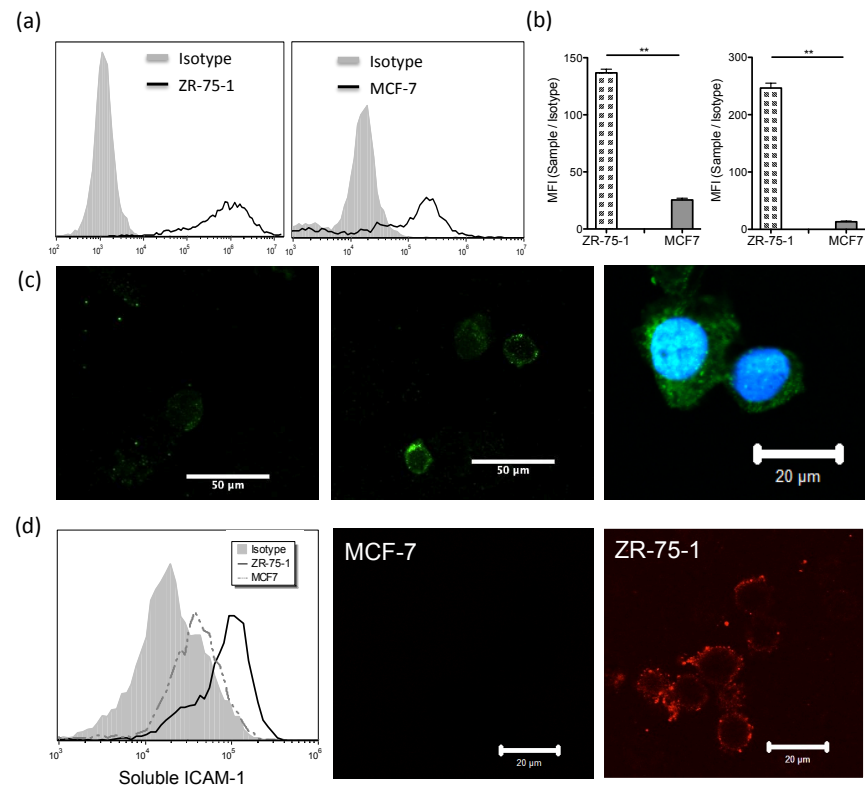 (a)
Isotype
ZR-75-1
10² 10³ 10⁴ 10⁵ 10⁶ 10⁷
Isotype
MCF-7
10⁴ 10⁵ 10⁶ 10⁷
(b)
**
MFI (Sample / Isotype)
150
100
50
0
ZR-75-1 MCF7
**
MFI (Sample / Isotype)
300
200
100
0
ZR-75-1 MCF7
(c)
50 µm
50 µm
20 µm
(d)
Isotype
ZR-75-1
MCF7
10³ 10⁴ 10⁵ 10⁶
Soluble ICAM-1
MCF-7
20 µm
ZR-75-1
20 µm